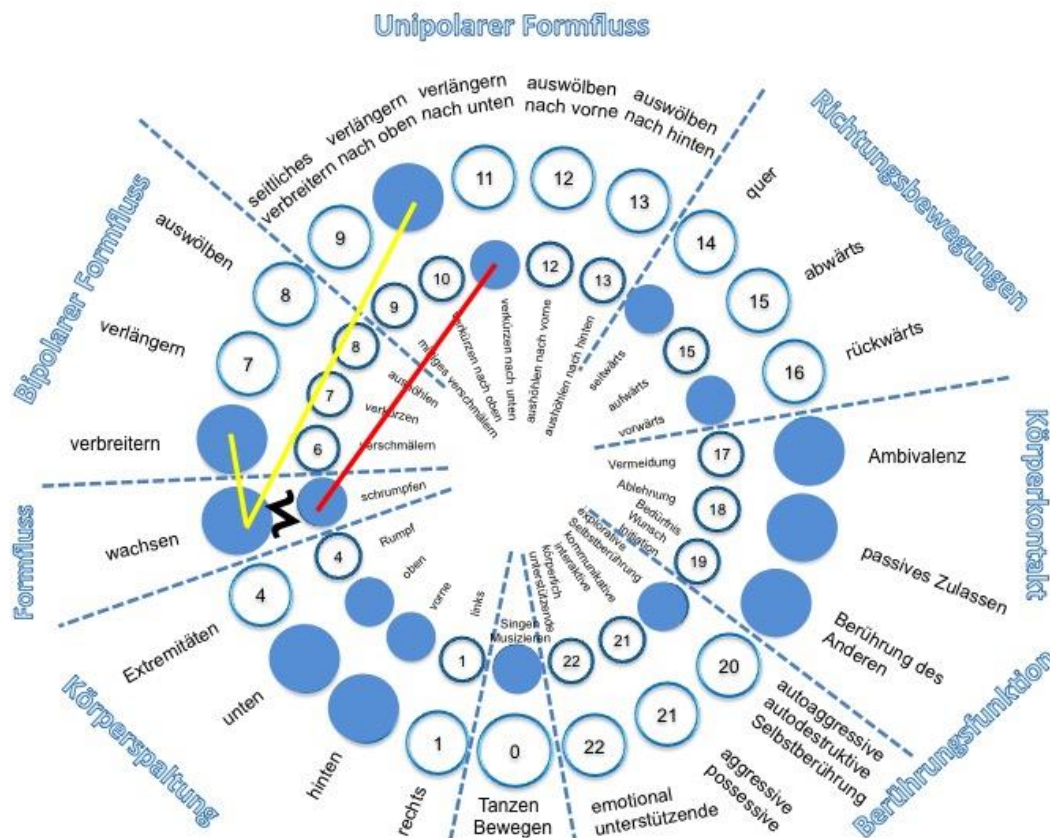 Unipolarer Formfluss
Richtungsbewegungen
Körperkontakt
Berührungsfunktion
Körperspaltung
Formfluss
Bipolarer Formfluss
seitliches
verbreitern
verlängern
nach oben
verlängern
nach unten
auswölben
nach vorne
auswölben
nach hinten
quer
abwärts
rückwärts
Ambivalenz
passives Zulassen
Berührung des
Anderen
autoaggressive
autodestruktive
Selbstberührung
aggressive
possessive
emotional
unterstützende
Tanzen
Bewegen
rechts
hinten
unten
Extremitäten
wachsen
verbreitern
verlängern
auswölben
9
11
12
13
14
15
16
20
21
22
0
1
4
7
8
10
12
13
15
17
18
19
21
22
1
4
6
7
8
9
verkürzen nach oben
verkürzen
nach unten
aushöhlen nach vorne
aushöhlen nach hinten
seitwärts
aufwärts
vorwärts
Vermeidung
Ablehnung
Bedürfnis
Wunsch
Initiation
explorative
Selbstberührung
kommunikative
interaktive
körperlich
unterstützende
Singen
Musizieren
links
vorne
oben
Rumpf
schrumpfen
verschmälern
verkürzen
aushöhlen
verschmälern